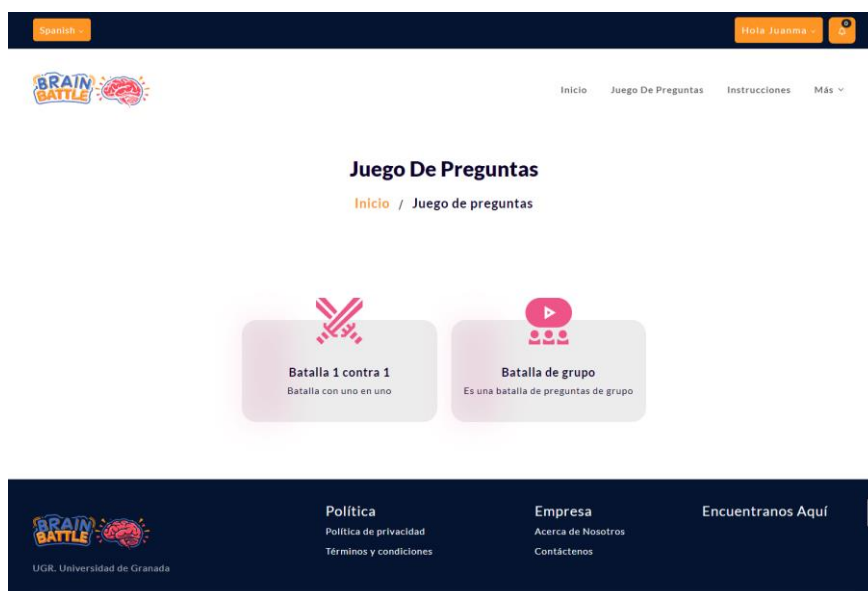 Spanish
Hola Juanma
0
BRAIN
BATTLE
Inicio Juego De Preguntas Instrucciones Más
Juego De Preguntas
Inicio / Juego de preguntas
Batalla 1 contra 1
Batalla con uno en uno
Batalla de grupo
Es una batalla de preguntas de grupo
BRAIN
BATTLE
UGR. Universidad de Granada
Política
Política de privacidad
Términos y condiciones
Empresa
Acerca de Nosotros
Contáctenos
Encuentranos Aquí